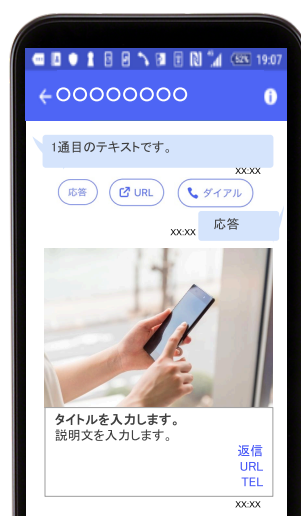 52% 19:07
○○○○○○○○
1通目のテキストです。
XX:XX
応答 URL ダイアル
応答
XX:XX
タイトルを入力します。
説明文を入力します。
返信
URL
TEL
XX:XX